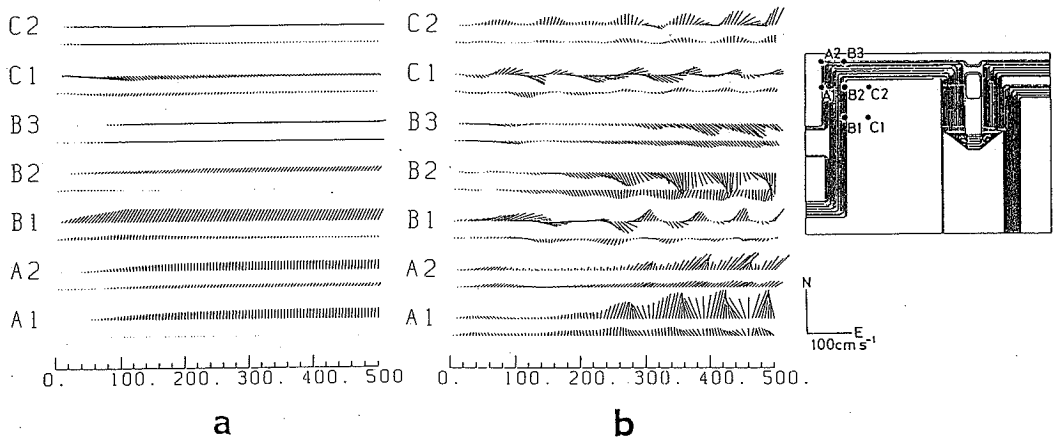 C2
C1
B3
B2
B1
A2
A1
0. 100. 200. 300. 400. 500
a
C2
C1
B3
B2
B1
A2
A1
0. 100. 200. 300. 400. 500.
b
A2 B3
A1 B2 C2
B1 C1
N
E
100cm s⁻¹